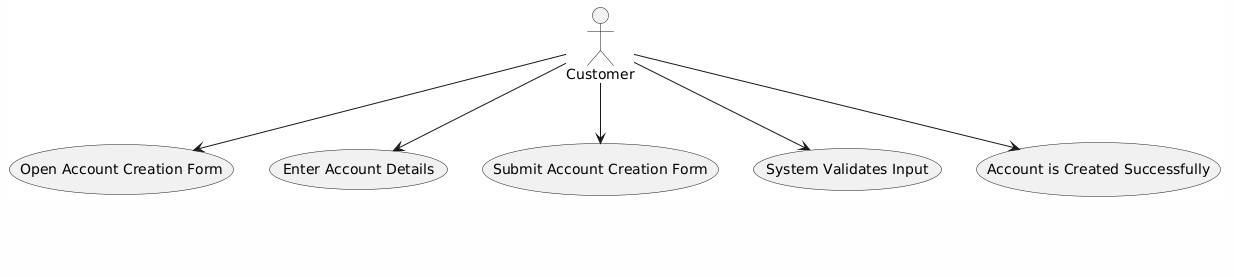 Customer
Open Account Creation Form
Enter Account Details
Submit Account Creation Form
System Validates Input
Account is Created Successfully